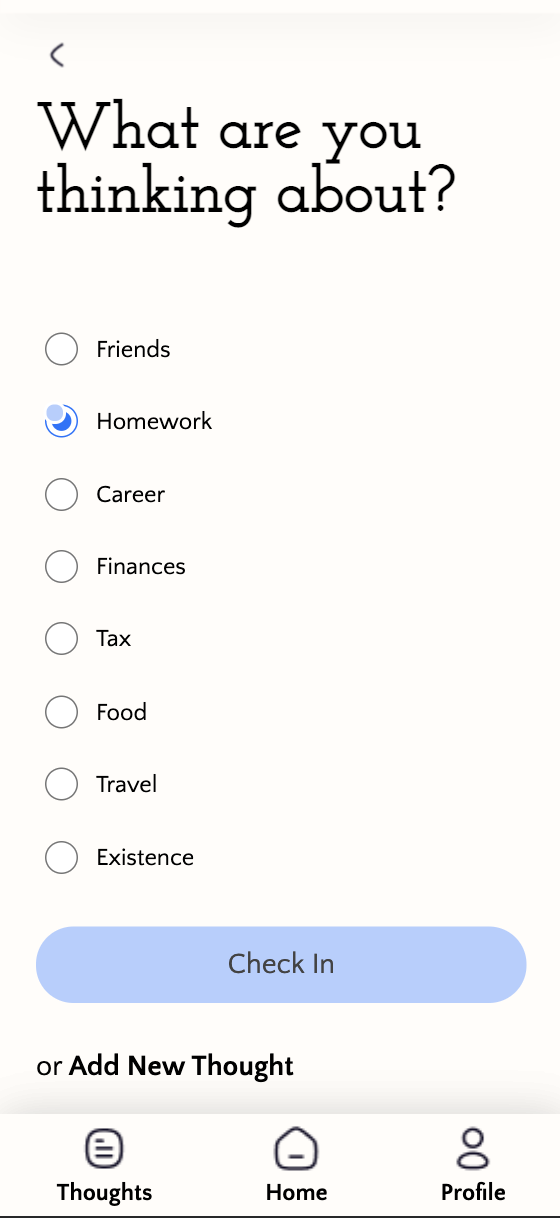 What are you
thinking about?
Friends
Homework
Career
Finances
Tax
Food
Travel
Existence
Check In
or Add New Thought
Thoughts Home Profile